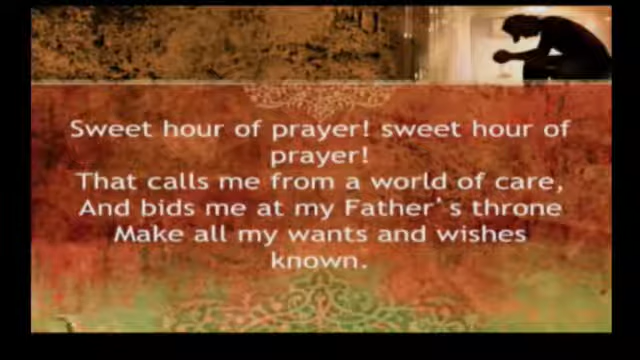 Sweet hour of prayer! sweet hour of
prayer!
That calls me from a world of care,
And bids me at my Father's throne
Make all my wants and wishes
known.